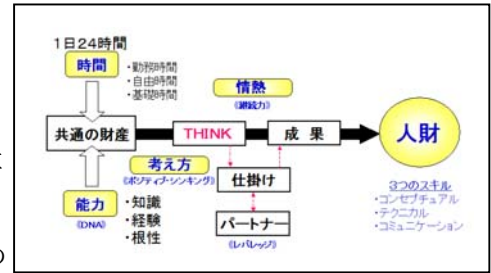 1日24時間
時間
・勤務時間
・自由時間
・基礎時間
情熱
《継続力》
共通の財産
THINK
成 果
人財
考え方
《ポジティブ・シンキング》
仕掛け
能力
《DNA》
・知識
・経験
・根性
パートナー
《レバレッジ》
3つのスキル
・コンセプチュアル
・テクニカル
・コミュニケーション
の